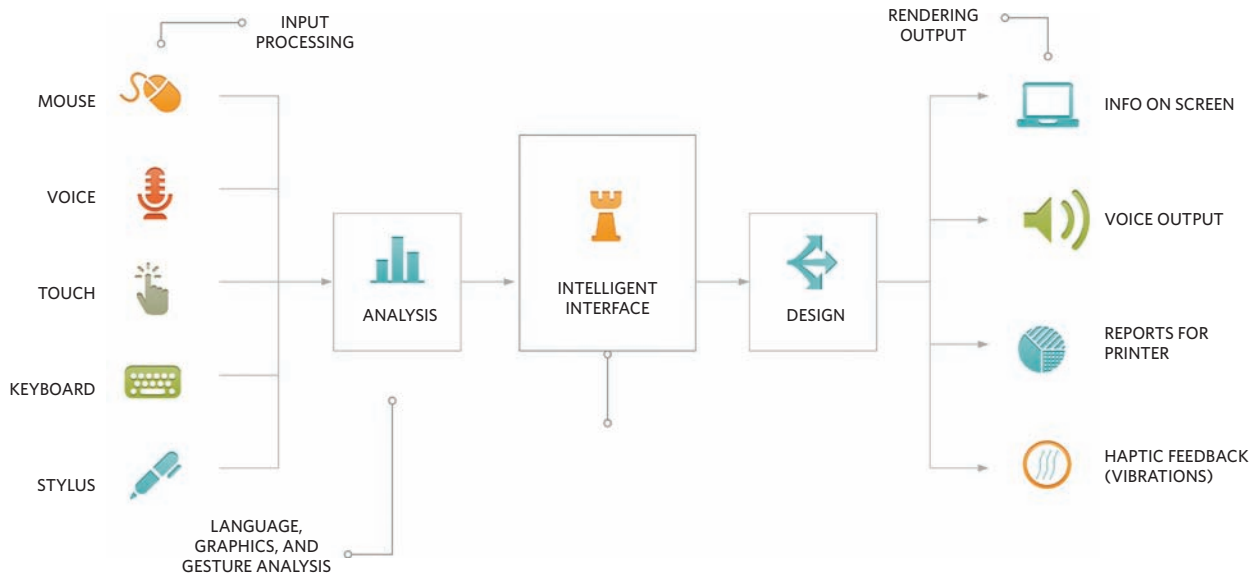 INPUT
PROCESSING
RENDERING
OUTPUT
MOUSE
VOICE
TOUCH
KEYBOARD
STYLUS
ANALYSIS
INTELLIGENT
INTERFACE
DESIGN
INFO ON SCREEN
VOICE OUTPUT
REPORTS FOR
PRINTER
HAPTIC FEEDBACK
(VIBRATIONS)
LANGUAGE,
GRAPHICS, AND
GESTURE ANALYSIS